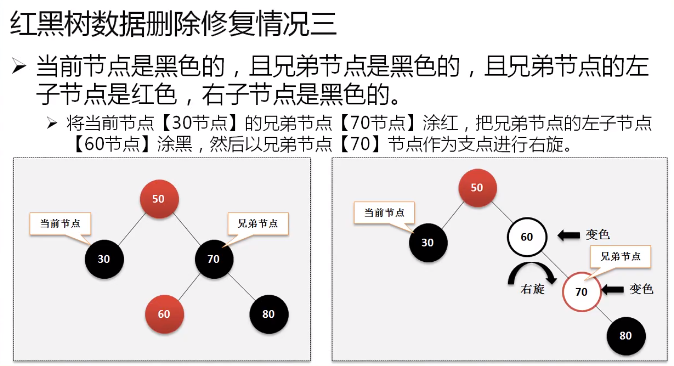 红黑树数据删除修复情况三
当前节点是黑色的，且兄弟节点是黑色的，且兄弟节点的左
子节点是红色，右子节点是黑色的。
将当前节点【30节点】的兄弟节点【70节点】涂红，把兄弟节点的左子节点
【60节点】涂黑，然后以兄弟节点【70】节点作为支点进行右旋。
50
当前节点
兄弟节点
30
70
60
80
50
当前节点
30
60
变色
兄弟节点
右旋
70
变色
80